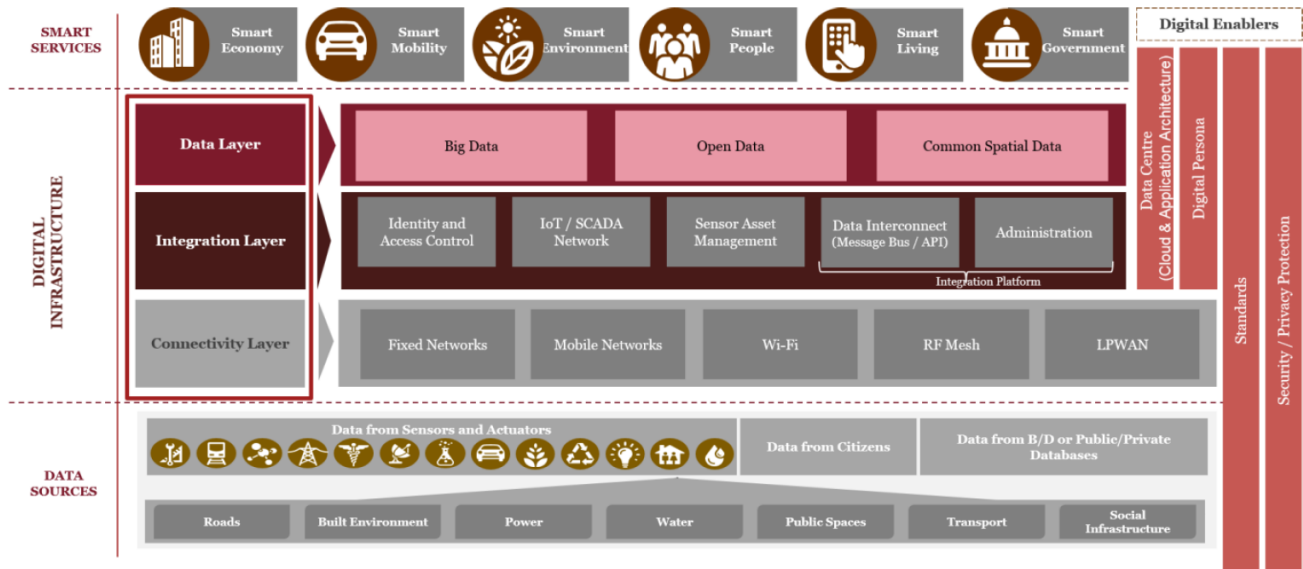 SMART
SERVICES
Smart
Economy
Smart
Mobility
Smart
Environment
Smart
People
Smart
Living
Smart
Government
Digital Enablers
DIGITAL
INFRASTRUCTURE
Data Layer
Big Data
Open Data
Common Spatial Data
Integration Layer
Identity and
Access Control
IoT / SCADA
Network
Sensor Asset
Management
Data Interconnect
(Message Bus / API)
Administration
Integration Platform
Connectivity Layer
Fixed Networks
Mobile Networks
Wi-Fi
RF Mesh
LPWAN
Data Centre
(Cloud & Application Architecture)
Digital Persona
Standards
Security / Privacy Protection
DATA
SOURCES
Data from Sensors and Actuators
Data from Citizens
Data from B/D or Public/Private
Databases
Roads
Built Environment
Power
Water
Public Spaces
Transport
Social
Infrastructure